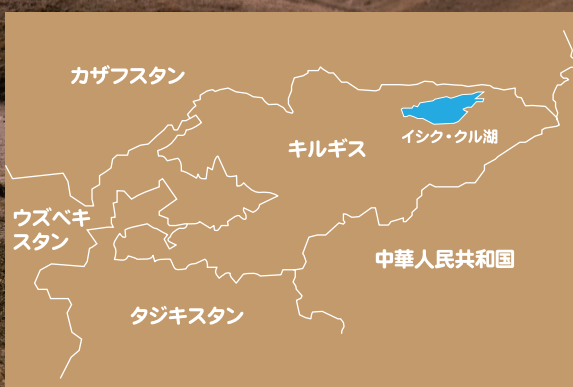 カザフスタン
キルギス
イシク・クル湖
ウズベキ
スタン
中華人民共和国
タジキスタン